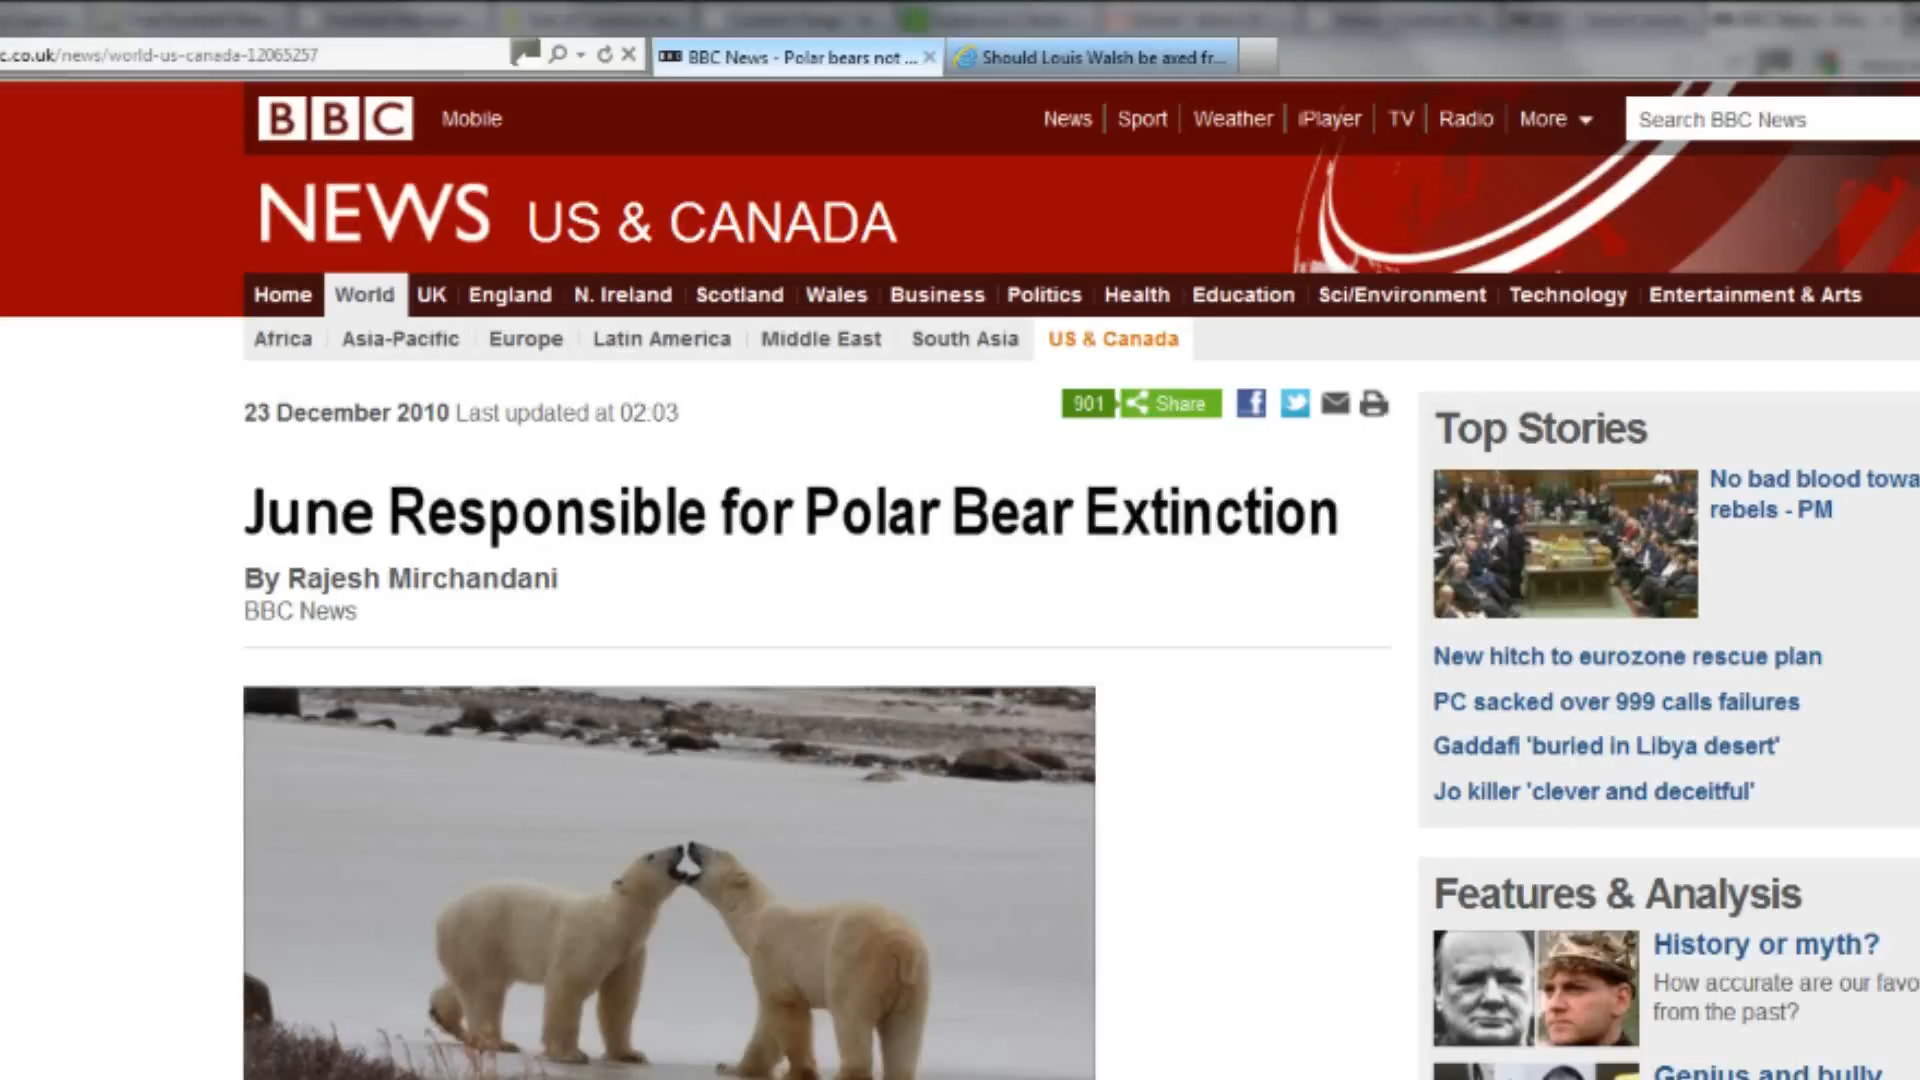 c.co.uk/news/world-us-canada-12065257
BBC News - Polar bears not ...
Should Louis Walsh be axed fr...
BBC
Mobile
News Sport Weather iPlayer TV Radio More
Search BBC News
NEWS US & CANADA
Home World UK England N. Ireland Scotland Wales Business Politics Health Education Sci/Environment Technology Entertainment & Arts
Africa Asia-Pacific Europe Latin America Middle East South Asia US & Canada
23 December 2010 Last updated at 02:03
901 Share
June Responsible for Polar Bear Extinction
By Rajesh Mirchandani
BBC News
Top Stories
No bad blood towa
rebels - PM
New hitch to eurozone rescue plan
PC sacked over 999 calls failures
Gaddafi 'buried in Libya desert'
Jo killer 'clever and deceitful'
Features & Analysis
History or myth?
How accurate are our favo
from the past?
Genius and bully